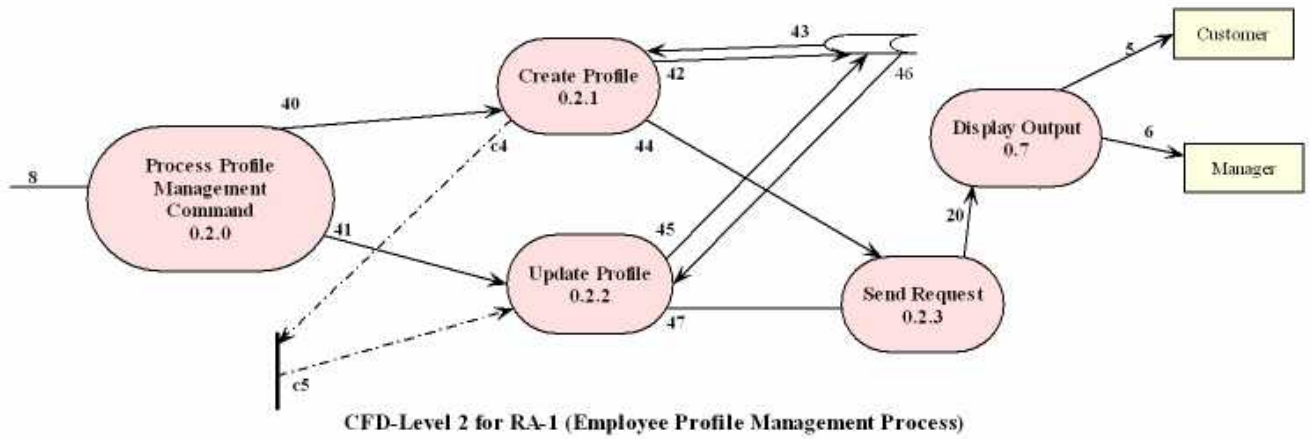 43
Customer
5
Create Profile
0.2.1
42
46
40
Display Output
0.7
6
c4
44
Process Profile
Management
Command
0.2.0
Manager
8
20
41
45
Update Profile
0.2.2
Send Request
0.2.3
47
c5
CFD-Level 2 for RA-1 (Employee Profile Management Process)